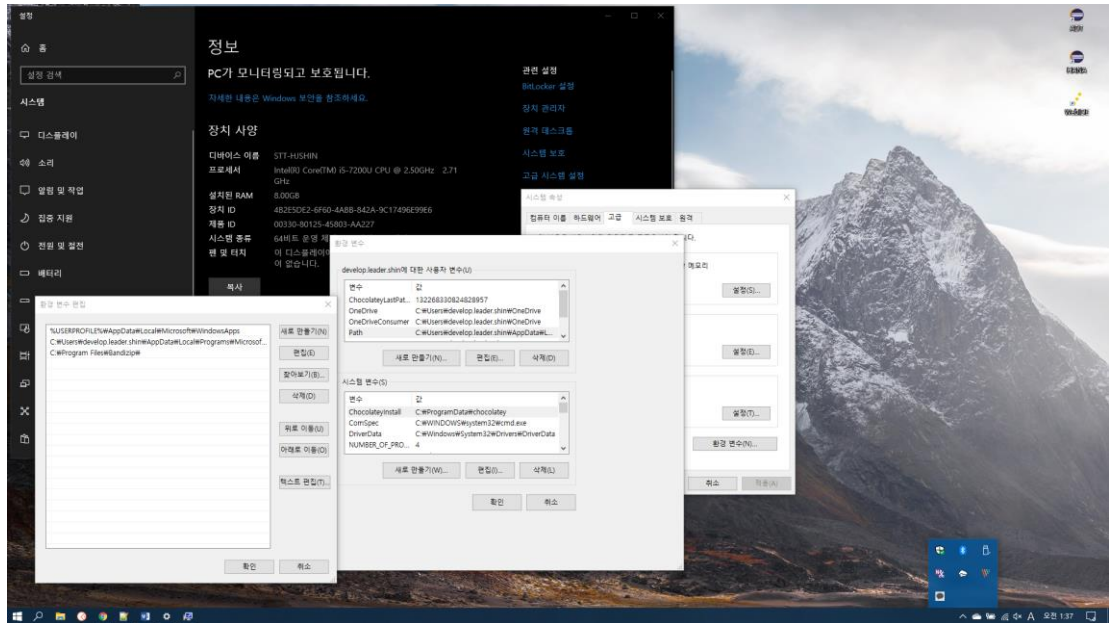 설정
홈
설정 검색
시스템
디스플레이
소리
알림 및 작업
집중 지원
전원 및 절전
배터리
정보
PC가 모니터링되고 보호됩니다.
자세한 내용은 Windows 보안을 참조하세요.
장치 사양
디바이스 이름 STT-HJSHIN
프로세서 Intel(R) Core(TM) i5-7200U CPU @ 2.50GHz 2.71
GHz
설치된 RAM 8.00GB
장치 ID 4B2E5DE2-6F60-4ABB-842A-9C17496E99E6
제품 ID 00330-80125-45803-AA227
시스템 종류 64비트 운영 체
펜 및 터치 이 디스플레이에
이 없습니다.
복사
관련 설정
BitLocker 설정
장치 관리자
원격 데스크톱
시스템 보호
고급 시스템 설정
시스템 속성
컴퓨터 이름 하드웨어 고급 시스템 보호 원격
메모리
설정(S)...
설정(E)...
설정(T)...
환경 변수(N)...
취소 적용(A)
환경 변수
develop.leader.shin에 대한 사용자 변수(U)
변수 값
ChocolateyLastPat... 132268330824828957
OneDrive C:₩Users₩develop.leader.shin₩OneDrive
OneDriveConsumer C:₩Users₩develop.leader.shin₩OneDrive
Path C:₩Users₩develop.leader.shin₩AppData₩L...
새로 만들기(N)... 편집(E)... 삭제(D)
시스템 변수(S)
변수 값
ChocolateyInstall C:₩ProgramData₩chocolatey
ComSpec C:₩WINDOWS₩system32₩cmd.exe
DriverData C:₩Windows₩System32₩Drivers₩DriverData
NUMBER_OF_PRO... 4
새로 만들기(W)... 편집(I)... 삭제(L)
확인 취소
환경 변수 편집
%USERPROFILE%₩AppData₩Local₩Microsoft₩WindowsApps
C:₩Users₩develop.leader.shin₩AppData₩Local₩Programs₩Microsof...
C:₩Program Files₩Bandizip₩
새로 만들기(N)
편집(E)
찾아보기(B)...
삭제(D)
위로 이동(U)
아래로 이동(O)
텍스트 편집(T)...
확인 취소
A 오전 1:37